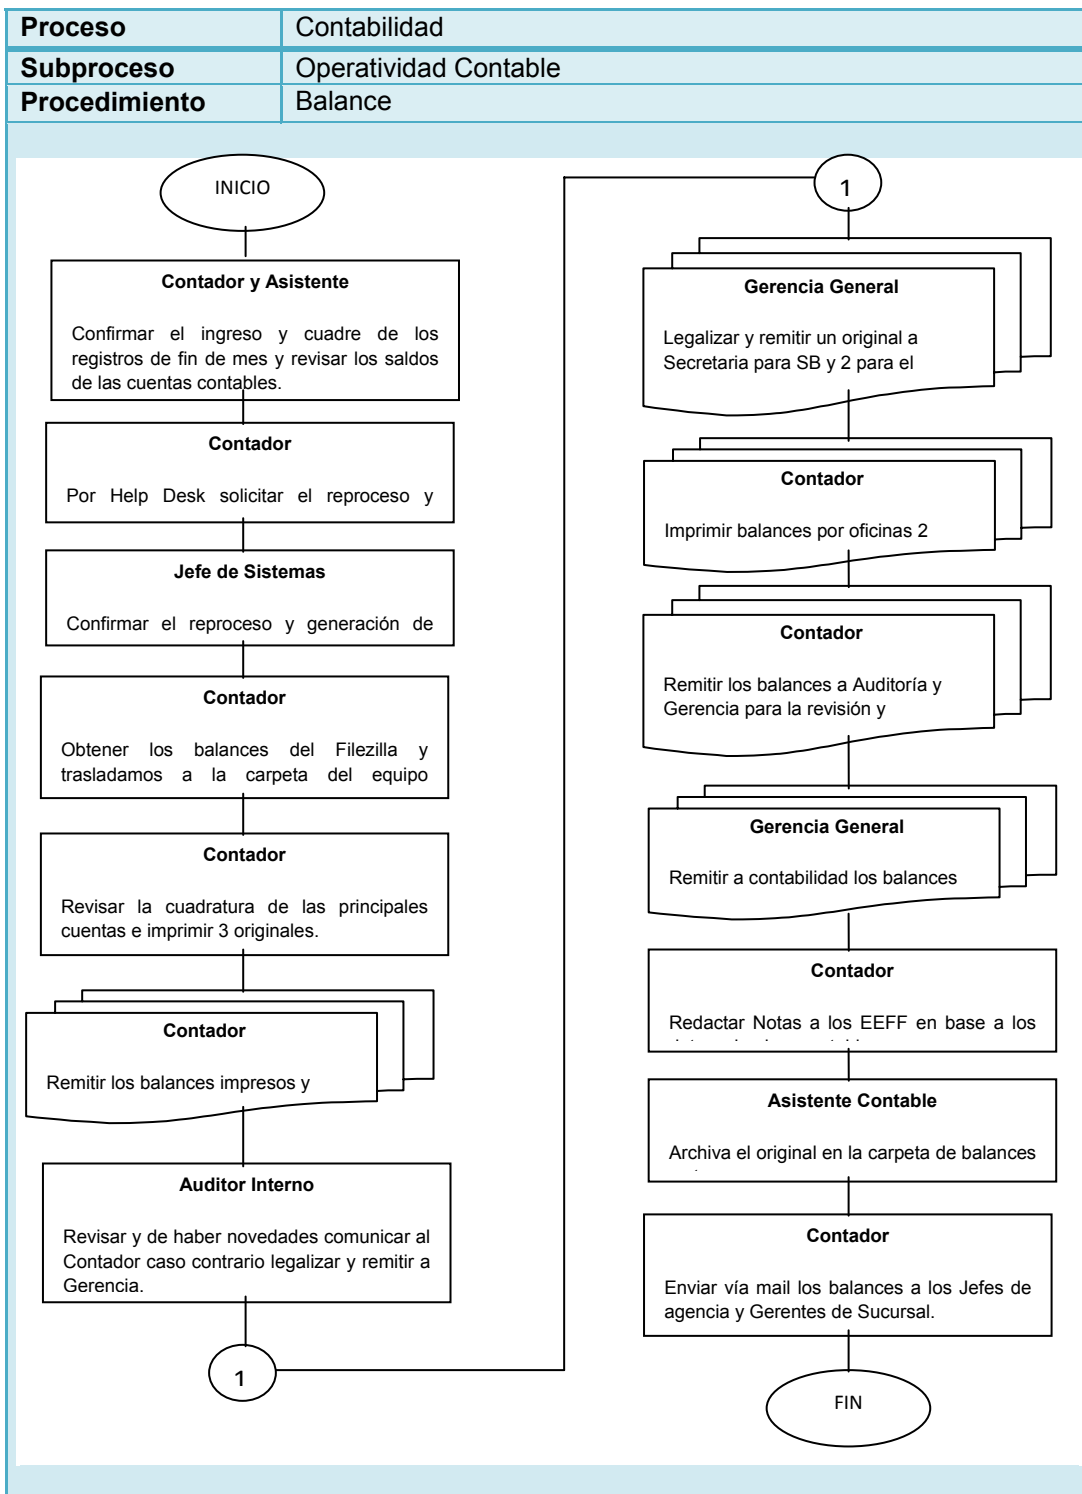 Proceso Contabilidad
Subproceso Operatividad Contable
Procedimiento Balance
INICIO
Contador y Asistente
Confirmar el ingreso y cuadre de los
registros de fin de mes y revisar los saldos
de las cuentas contables.
Contador
Por Help Desk solicitar el reproceso y
Jefe de Sistemas
Confirmar el reproceso y generación de
Contador
Obtener los balances del Filezilla y
trasladamos a la carpeta del equipo
Contador
Revisar la cuadratura de las principales
cuentas e imprimir 3 originales.
Contador
Remitir los balances impresos y
Auditor Interno
Revisar y de haber novedades comunicar al
Contador caso contrario legalizar y remitir a
Gerencia.
1
1
Gerencia General
Legalizar y remitir un original a
Secretaria para SB y 2 para el
Contador
Imprimir balances por oficinas 2
Contador
Remitir los balances a Auditoría y
Gerencia para la revisión y
Gerencia General
Remitir a contabilidad los balances
Contador
Redactar Notas a los EEFF en base a los
Asistente Contable
Archiva el original en la carpeta de balances
Contador
Enviar vía mail los balances a los Jefes de
agencia y Gerentes de Sucursal.
FIN